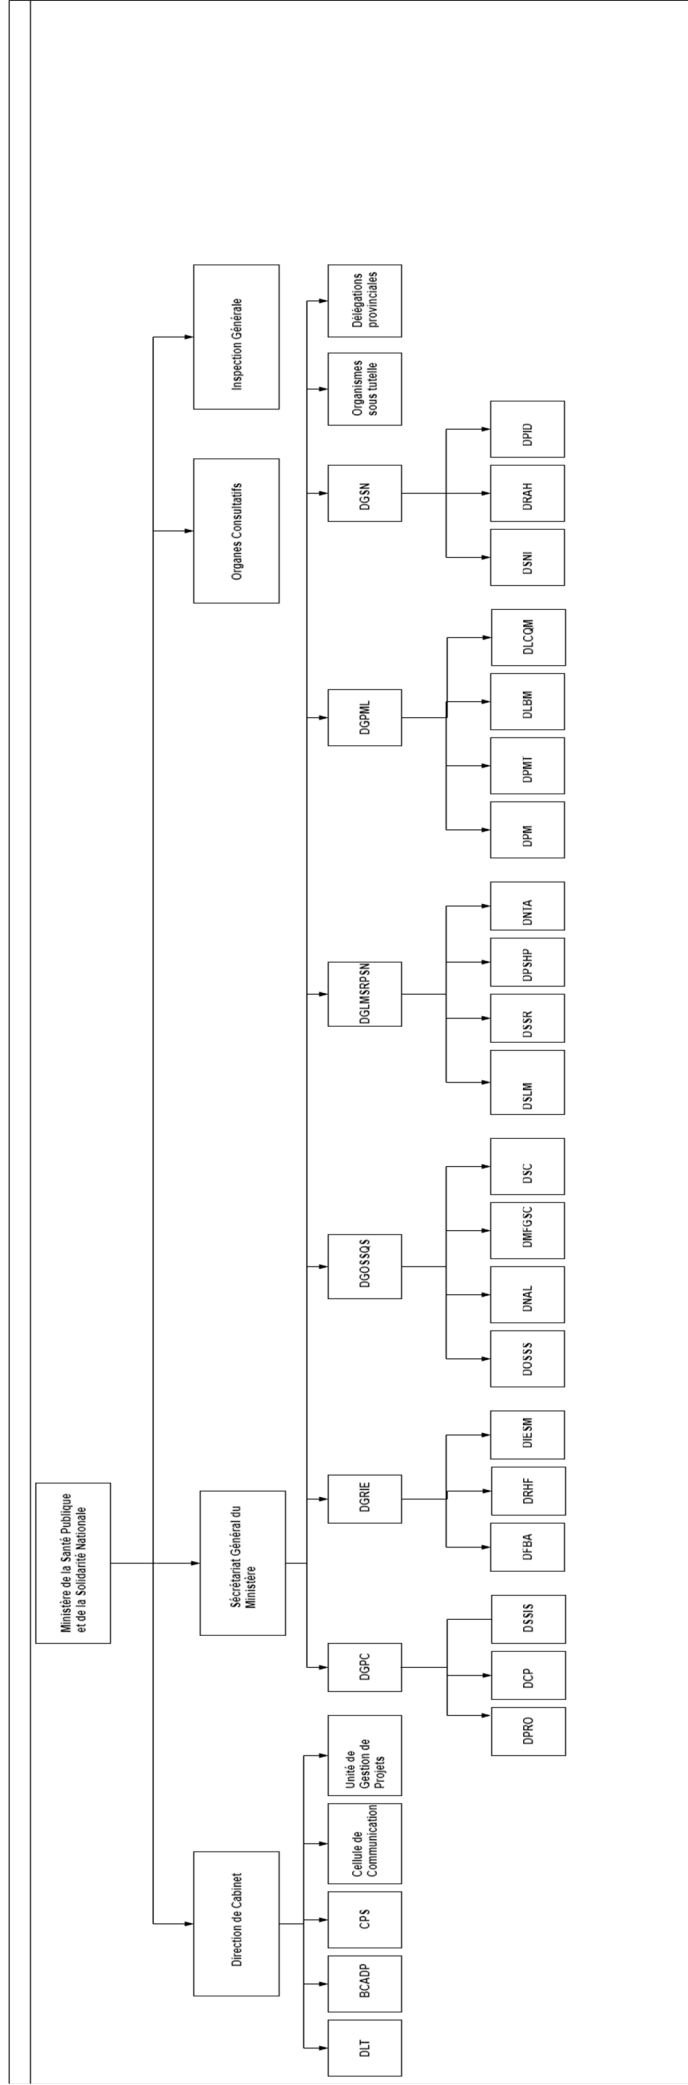 Ministère de la Santé Publique
et de la Solidarité Nationale
Direction de Cabinet
Sécrétariat Général du
Ministère
Organes Consultatifs
Inspection Générale
DLT
BCADP
CPS
Cellule de
Communication
Unité de
Gestion de
Projets
DGPC
DGRIE
DGOSSQS
DGLMSRPSN
DGPML
DGSN
Organismes
sous tutelle
Délégations
provinciales
DPRO
DCP
DSSIS
DFBA
DRHF
DIESM
DOSSS
DNAL
DMFGSC
DSC
DSLM
DSSR
DPSHP
DNTA
DPM
DPMT
DLBM
DLCQM
DSNI
DRAH
DPID